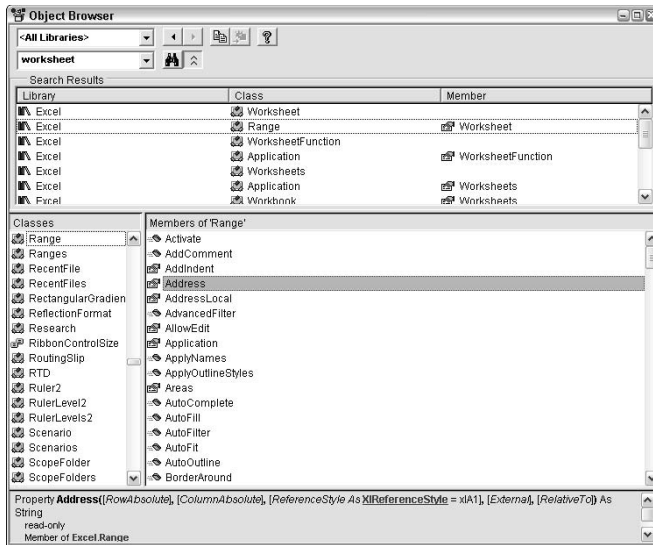 Object Browser
<All Libraries>
worksheet
Search Results
Library Class Member
Excel Worksheet
Excel Range Worksheet
Excel WorksheetFunction
Excel Application WorksheetFunction
Excel Worksheets
Excel Application Worksheets
Excel Workbook Worksheets
Classes Members of 'Range'
Range Activate
Ranges AddComment
RecentFile AddIndent
RecentFiles Address
RectangularGradien AddressLocal
ReflectionFormat AdvancedFilter
Research AllowEdit
RibbonControlSize Application
RoutingSlip ApplyNames
RTD ApplyOutlineStyles
Ruler2 Areas
RulerLevel2 AutoComplete
RulerLevels2 AutoFill
Scenario AutoFilter
Scenarios AutoFit
ScopeFolder AutoOutline
ScopeFolders BorderAround
Property Address([RowAbsolute], [ColumnAbsolute], [ReferenceStyle As XlReferenceStyle = xlA1], [External], [RelativeTo]) As
String
read-only
Member of Excel.Range